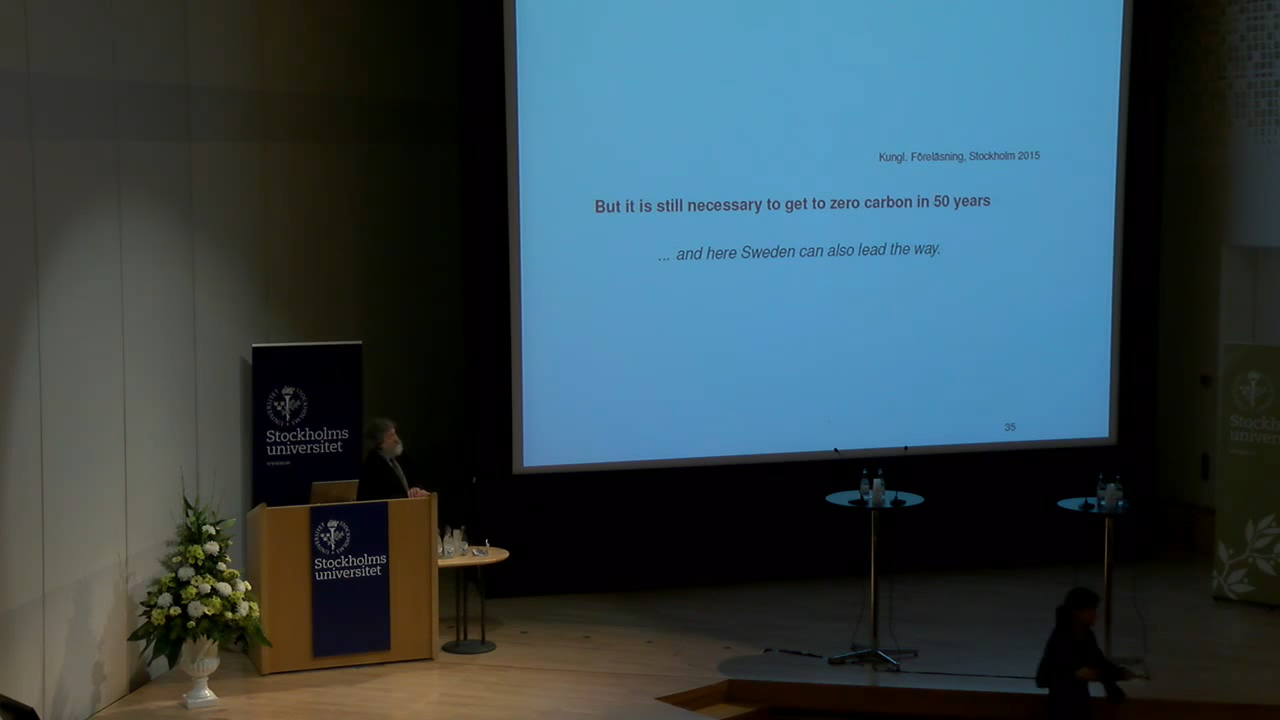 Kungl. Föreläsning, Stockholm 2015
But it is still necessary to get to zero carbon in 50 years
... and here Sweden can also lead the way.
35
Stockholms
universitet
Stockholms
universitet
Stockholms